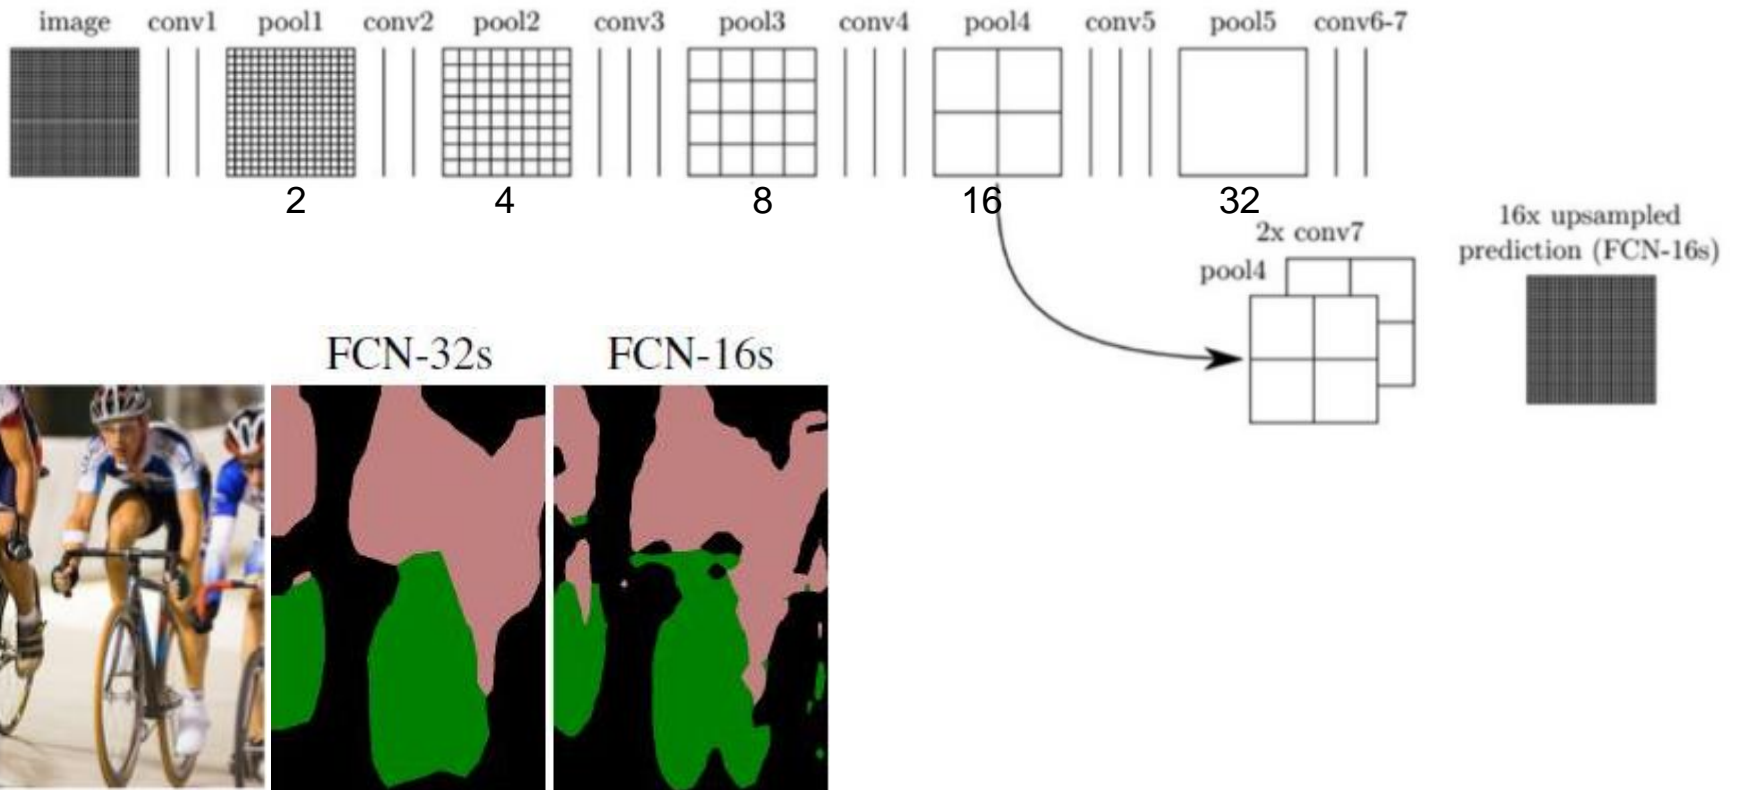 image conv1 pool1 conv2 pool2 conv3 pool3 conv4 pool4 conv5 pool5 conv6-7
2 4 8 16 32
16x upsampled
prediction (FCN-16s)
2x conv7
pool4
FCN-32s FCN-16s